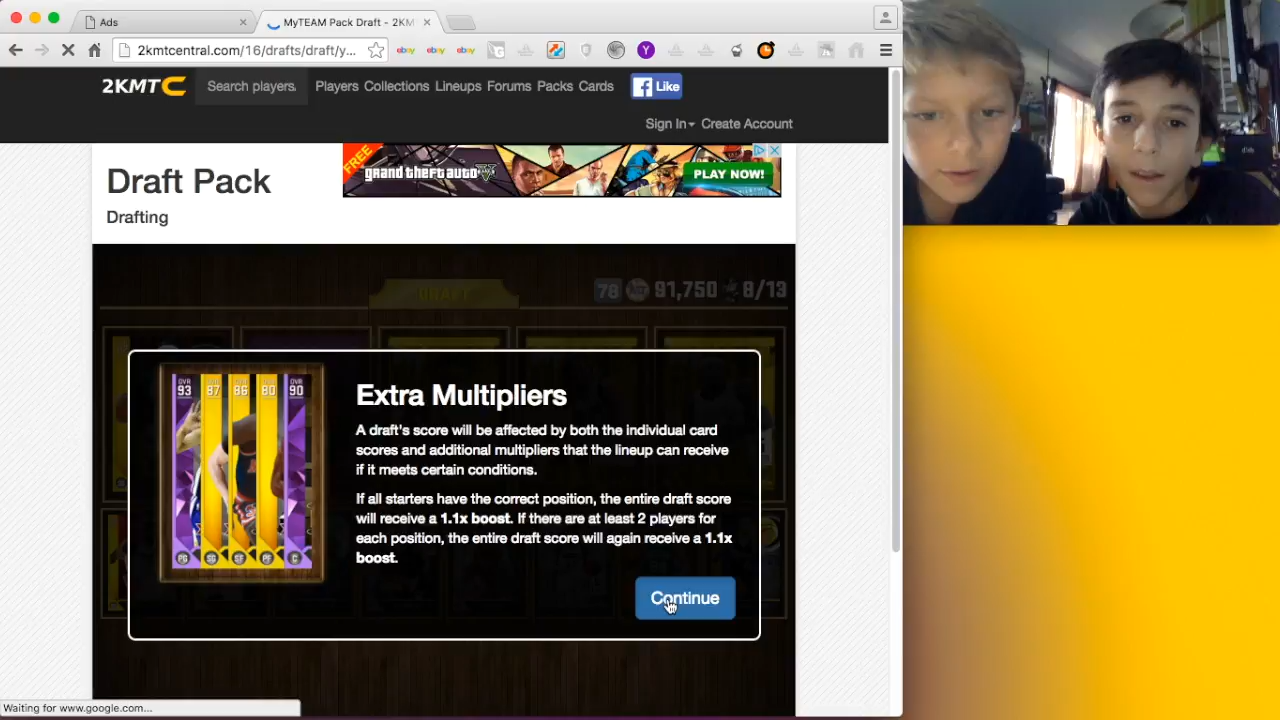 Ads
MyTEAM Pack Draft - 2KM
2kmtcentral.com/16/drafts/draft/y...
ebay ebay ebay
2KMTC Search players. Players Collections Lineups Forums Packs Cards Like
Sign In Create Account
Draft Pack
Drafting
FREE
grand theft auto V
PLAY NOW!
DRAFT
78 91,750 8/13
OVR 93 OVR 87 OVR 86 OVR 80 OVR 90
PG SG SF PF C
Extra Multipliers
A draft's score will be affected by both the individual card
scores and additional multipliers that the lineup can receive
if it meets certain conditions.
If all starters have the correct position, the entire draft score
will receive a 1.1x boost. If there are at least 2 players for
each position, the entire draft score will again receive a 1.1x
boost.
Continue
Waiting for www.google.com...